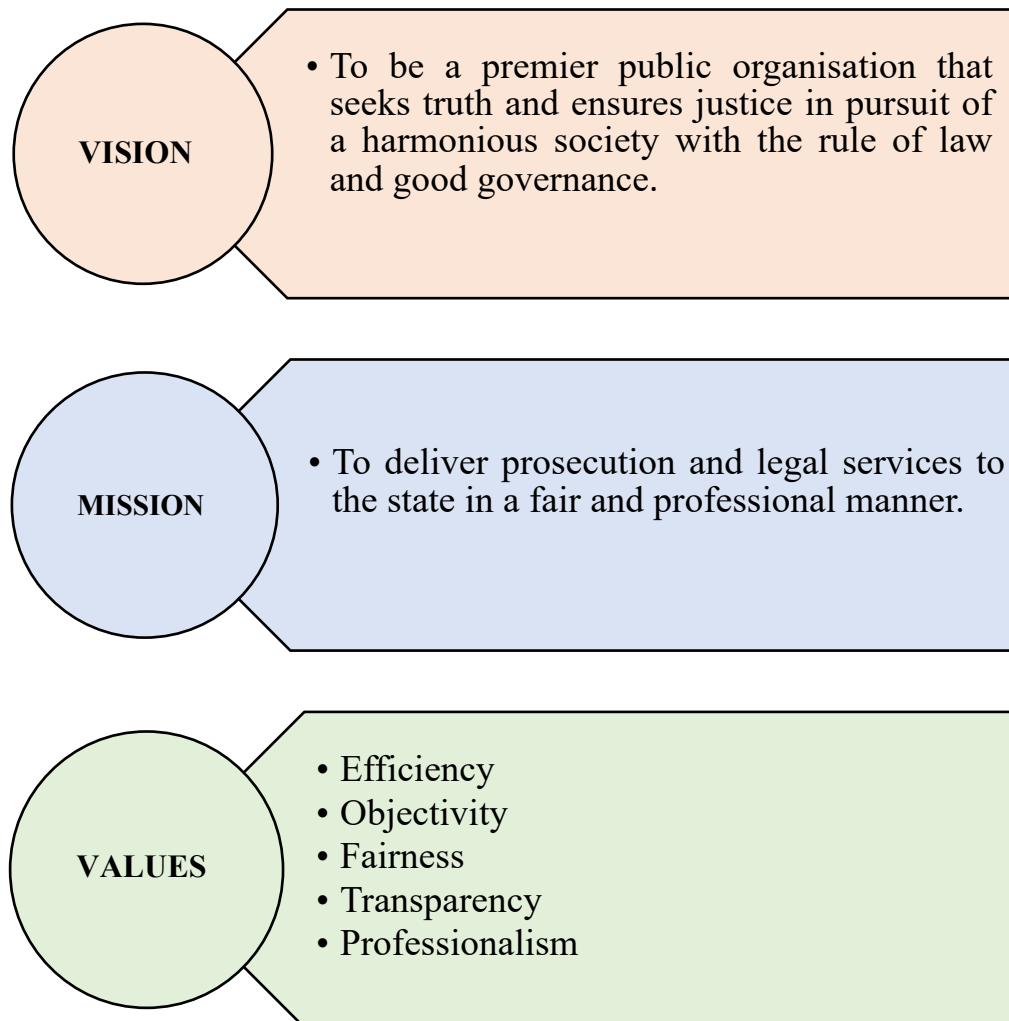 VISION
• To be a premier public organisation that
seeks truth and ensures justice in pursuit of
a harmonious society with the rule of law
and good governance.
MISSION
• To deliver prosecution and legal services to
the state in a fair and professional manner.
VALUES
• Efficiency
• Objectivity
• Fairness
• Transparency
• Professionalism